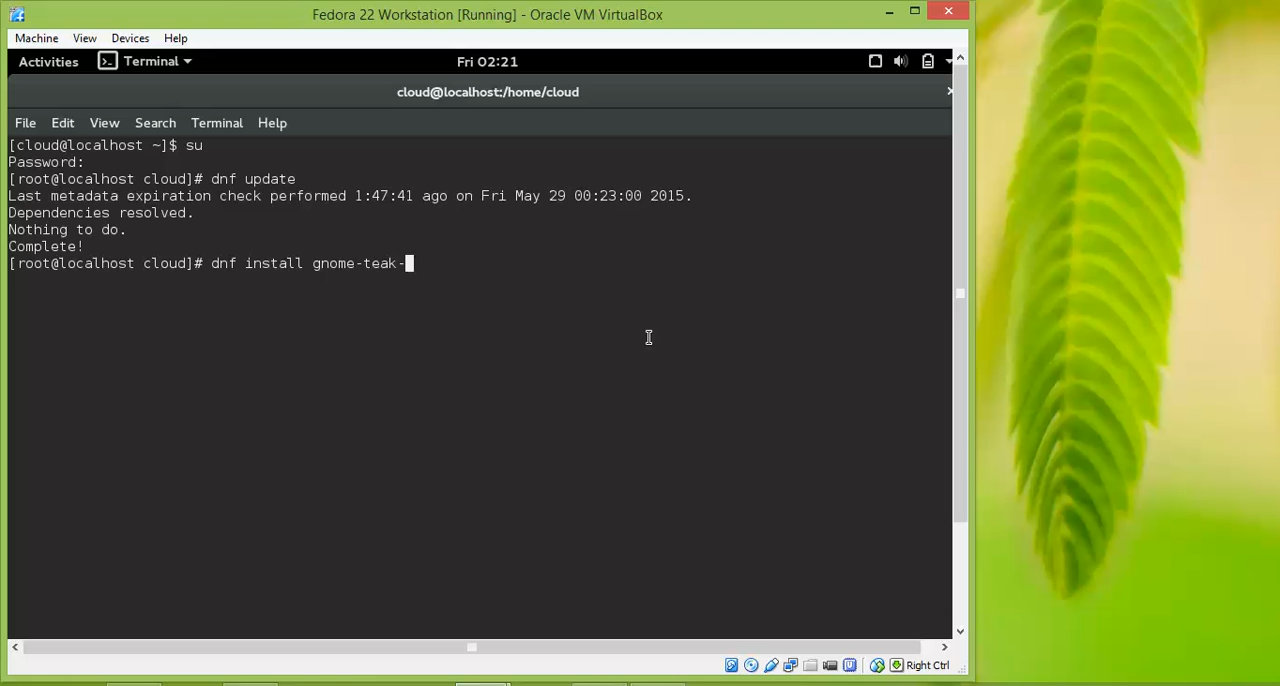 Fedora 22 Workstation [Running] - Oracle VM VirtualBox
Machine View Devices Help
Activities Terminal Fri 02:21
cloud@localhost:/home/cloud
File Edit View Search Terminal Help
[cloud@localhost ~]$ su
Password:
[root@localhost cloud]# dnf update
Last metadata expiration check performed 1:47:41 ago on Fri May 29 00:23:00 2015.
Dependencies resolved.
Nothing to do.
Complete!
[root@localhost cloud]# dnf install gnome-teak-
Right Ctrl